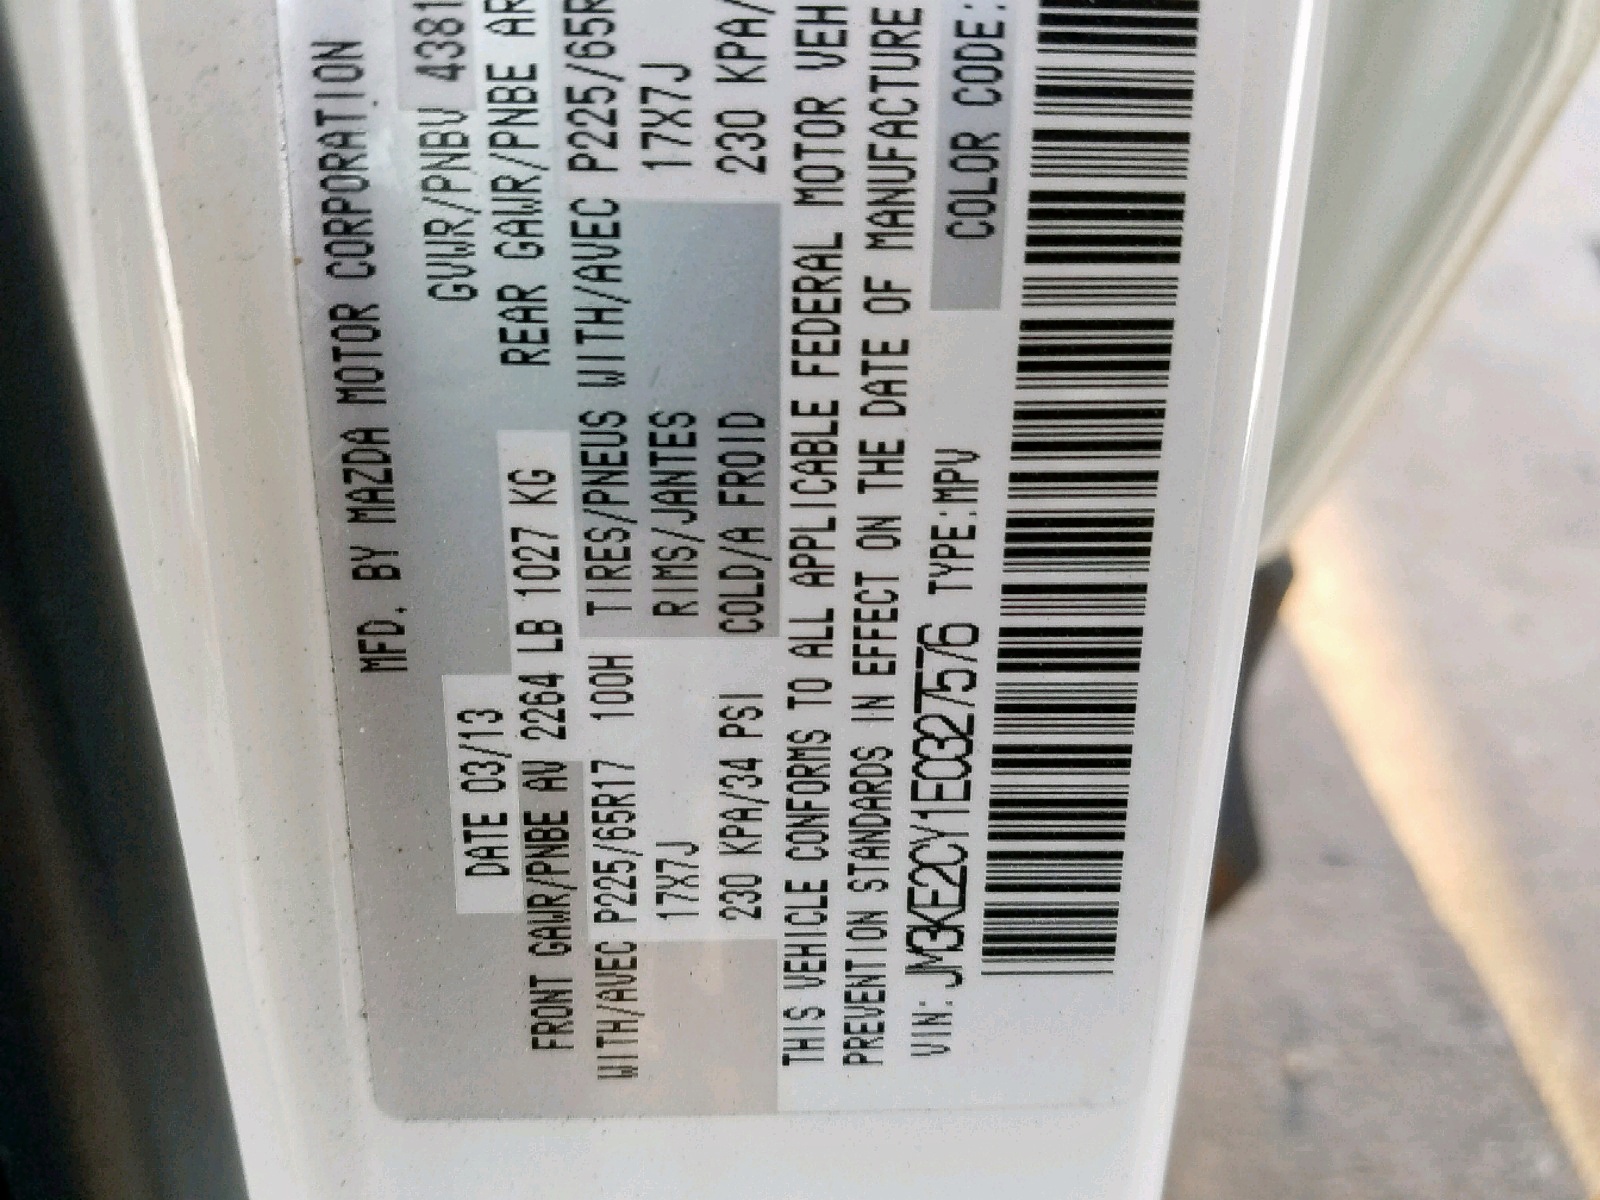 MFD. BY MAZDA MOTOR CORPORATION
DATE 03/13 GVWR/PNBV 4381
FRONT GAWR/PNBE AV 2264 LB 1027 KG REAR GAWR/PNBE AR
WITH/AVEC P225/65R17 100H TIRES/PNEUS WITH/AVEC P225/65R
17X7J RIMS/JANTES 17X7J
230 KPA/34 PSI COLD/A FROID 230 KPA/
THIS VEHICLE CONFORMS TO ALL APPLICABLE FEDERAL MOTOR VEH
PREVENTION STANDARDS IN EFFECT ON THE DATE OF MANUFACTURE
VIN: JM3KE2CY1E0327576 TYPE:MPV COLOR CODE: